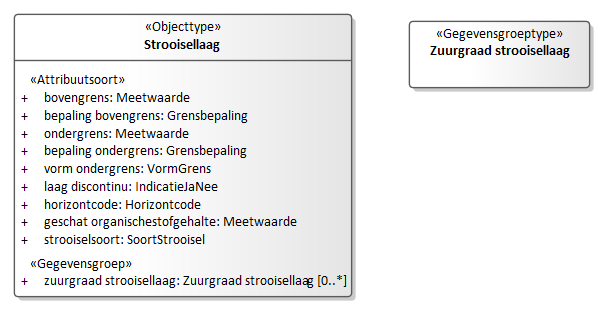 «Objecttype»
Strooisellaag
«Attribuutsoort»
+ bovengrens: Meetwaarde
+ bepaling bovengrens: Grensbepaling
+ ondergrens: Meetwaarde
+ bepaling ondergrens: Grensbepaling
+ vorm ondergrens: VormGrens
+ laag discontinu: IndicatieJaNee
+ horizontcode: Horizontcode
+ geschat organischestofgehalte: Meetwaarde
+ strooiselsoort: SoortStrooisel
«Gegevensgroep»
+ zuurgraad strooisellaag: Zuurgraad strooisellaag [0..*]
«Gegevensgroeptype»
Zuurgraad strooisellaag